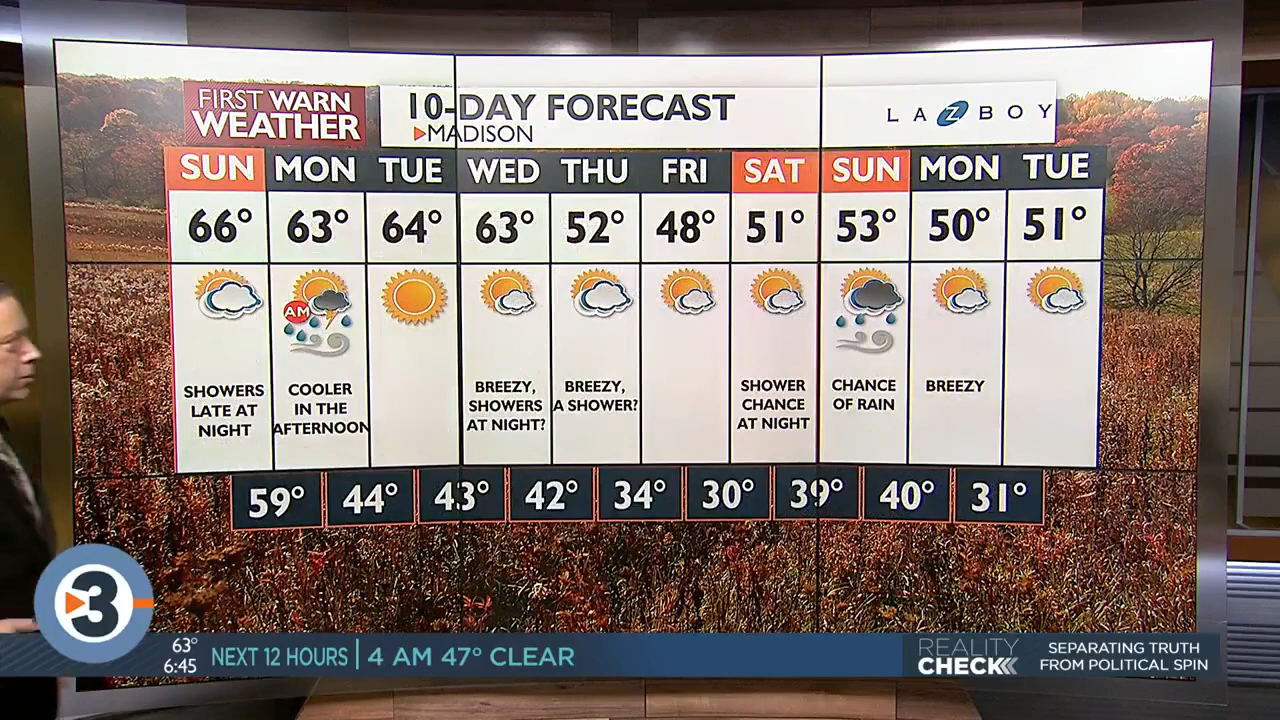 FIRST WARN
WEATHER
10-DAY FORECAST
MADISON
LA Z BOY
SUN MON TUE WED THU FRI SAT SUN MON TUE
66° 63° 64° 63° 52° 48° 51° 53° 50° 51°
AM
SHOWERS
LATE AT
NIGHT
COOLER
IN THE
AFTERNOON
BREEZY,
SHOWERS
AT NIGHT?
BREEZY,
A SHOWER?
SHOWER
CHANCE
AT NIGHT
CHANCE
OF RAIN
BREEZY
59° 44° 43° 42° 34° 30° 39° 40° 31°
3
63°
6:45
NEXT 12 HOURS
4 AM 47° CLEAR
REALITY
CHECK
SEPARATING TRUTH
FROM POLITICAL SPIN